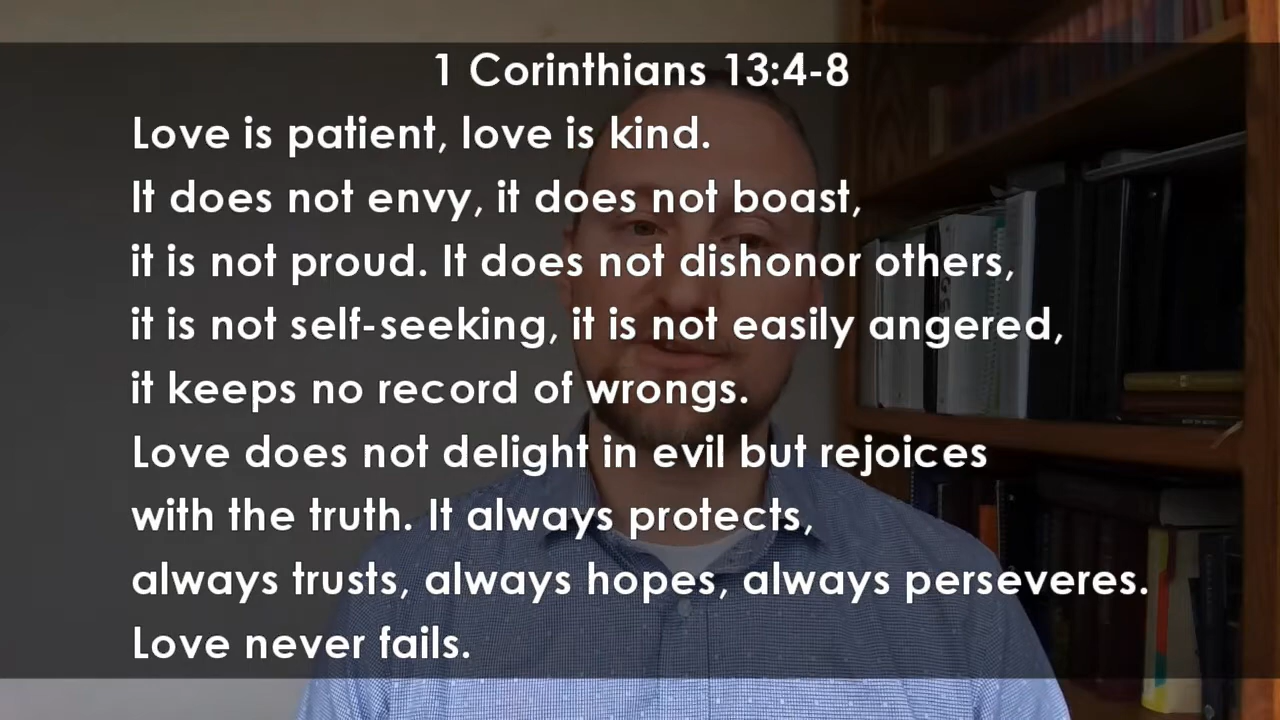 1 Corinthians 13:4-8
Love is patient, love is kind.
It does not envy, it does not boast,
it is not proud. It does not dishonor others,
it is not self-seeking, it is not easily angered,
it keeps no record of wrongs.
Love does not delight in evil but rejoices
with the truth. It always protects,
always trusts, always hopes, always perseveres.
Love never fails.